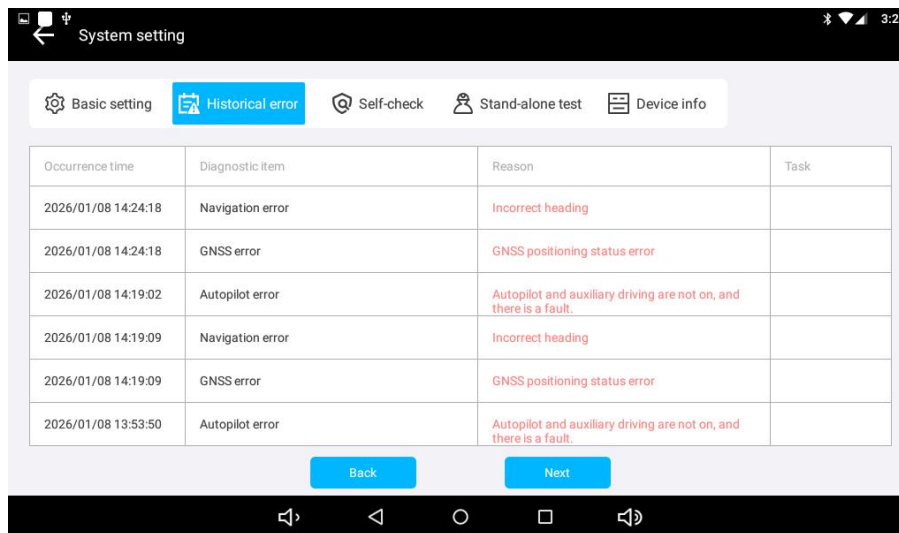 3:2
System setting
Basic setting
Historical error
Self-check
Stand-alone test
Device info
Occurrence time
Diagnostic item
Reason
Task
2026/01/08 14:24:18
Navigation error
Incorrect heading
2026/01/08 14:24:18
GNSS error
GNSS positioning status error
2026/01/08 14:19:02
Autopilot error
Autopilot and auxiliary driving are not on, and
there is a fault.
2026/01/08 14:19:09
Navigation error
Incorrect heading
2026/01/08 14:19:09
GNSS error
GNSS positioning status error
2026/01/08 13:53:50
Autopilot error
Autopilot and auxiliary driving are not on, and
there is a fault.
Back
Next